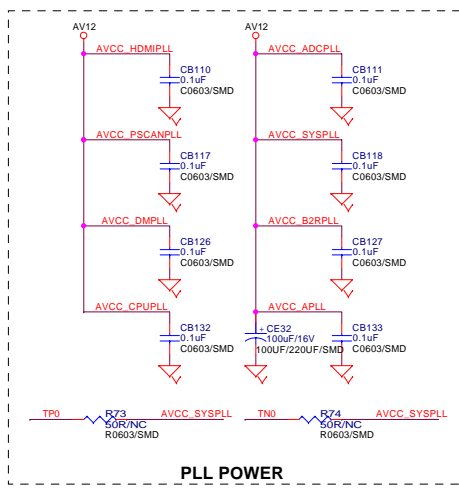 AV12
AV12
AVCC_HDMIPLL
AVCC_ADCPLL
CB110
0.1uF
C0603/SMD
CB111
0.1uF
C0603/SMD
AVCC_PSCANPLL
AVCC_SYSPLL
CB117
0.1uF
C0603/SMD
CB118
0.1uF
C0603/SMD
AVCC_DMPLL
AVCC_B2RPLL
CB126
0.1uF
C0603/SMD
CB127
0.1uF
C0603/SMD
AVCC_CPUPLL
AVCC_APLL
CB132
0.1uF
C0603/SMD
+ CE32
100uF/16V
100UF/220UF/SMD
CB133
0.1uF
C0603/SMD
TP0
R73
50R/NC
R0603/SMD
AVCC_SYSPLL
TN0
R74
50R/NC
R0603/SMD
AVCC_SYSPLL
PLL POWER